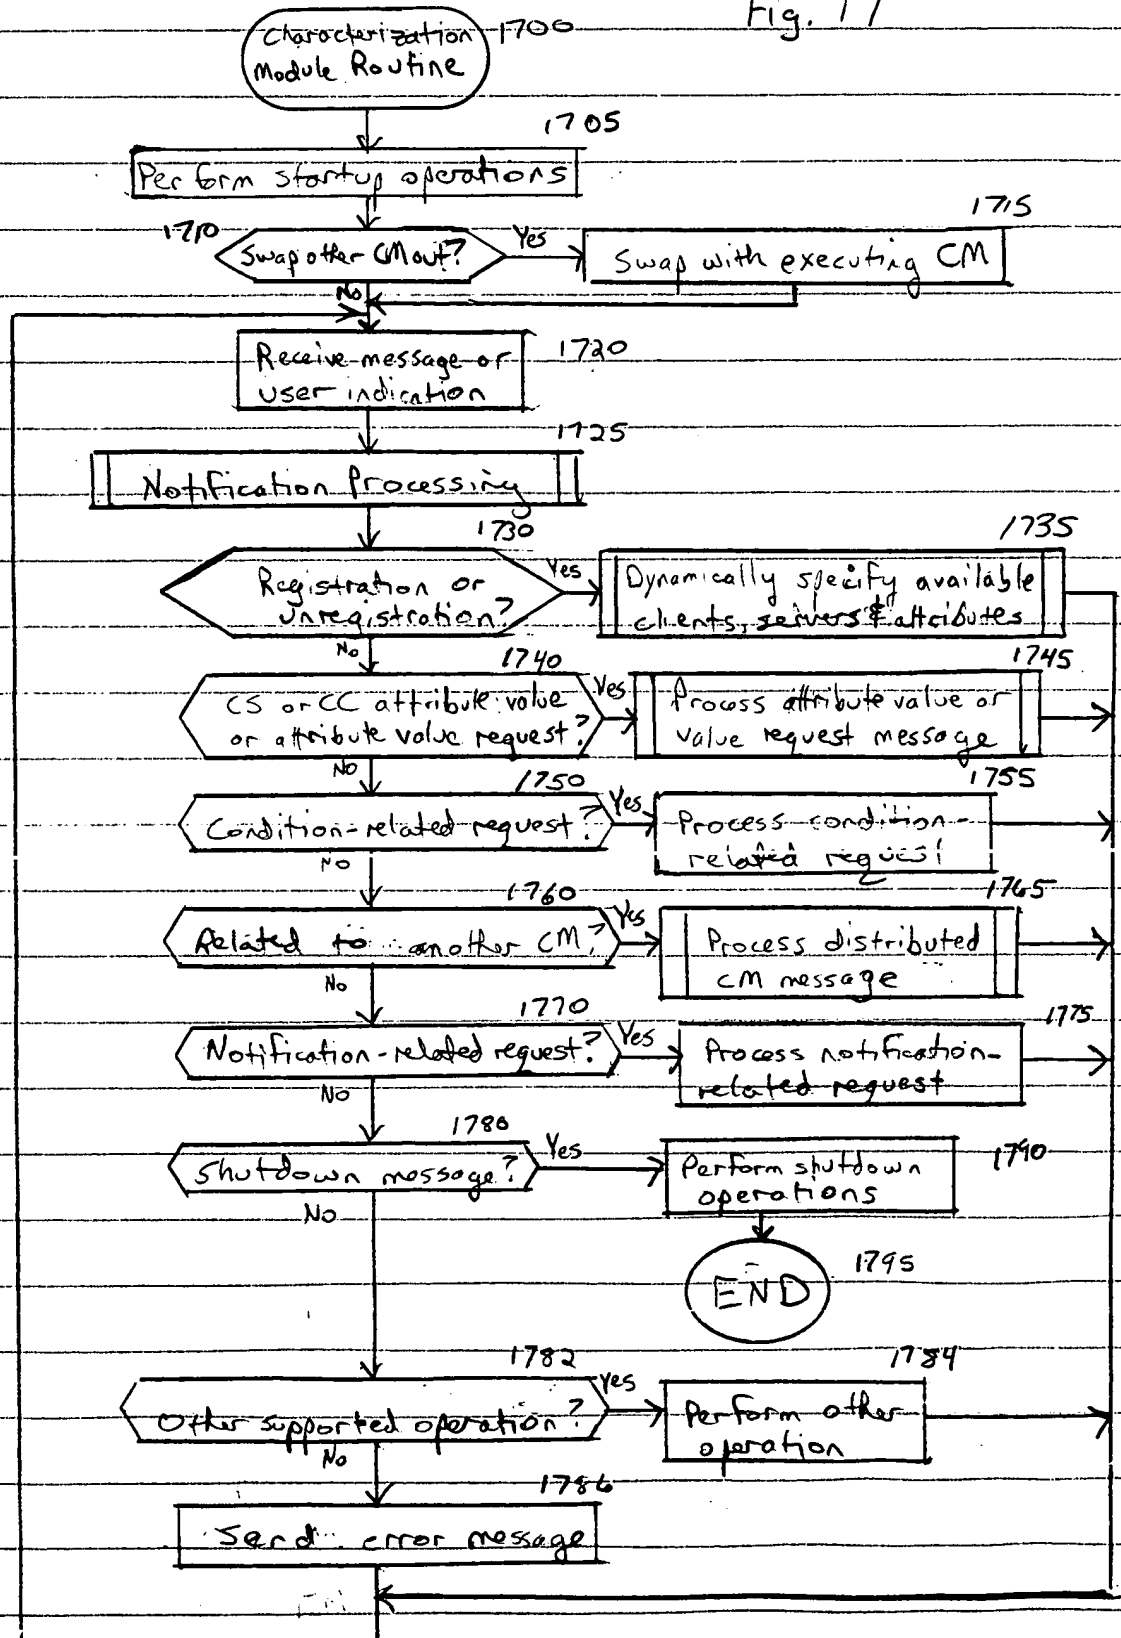 Fig. 17
Characterization 1700
Module Routine
1705
Perform startup operations
1710
Swap other CM out?
Yes
1715
Swap with executing CM
No
Receive message or
user indication
1720
1725
Notification Processing
1730
Registration or
unregistration?
Yes
1735
Dynamically specify available
clients, servers & attributes
No
1740
CS or CC attribute value
or attribute value request?
Yes
1745
Process attribute value or
value request message
No
1750
Condition-related request?
Yes
1755
Process condition-
related request
No
1760
Related to another CM?
Yes
1765
Process distributed
CM message
No
1770
Notification-related request?
Yes
1775
Process notification-
related request
No
1780
Shutdown message?
Yes
1790
Perform shutdown
operations
No
END
1795
1782
Other supported operation?
Yes
1784
Perform other
operation
No
1786
Send error message